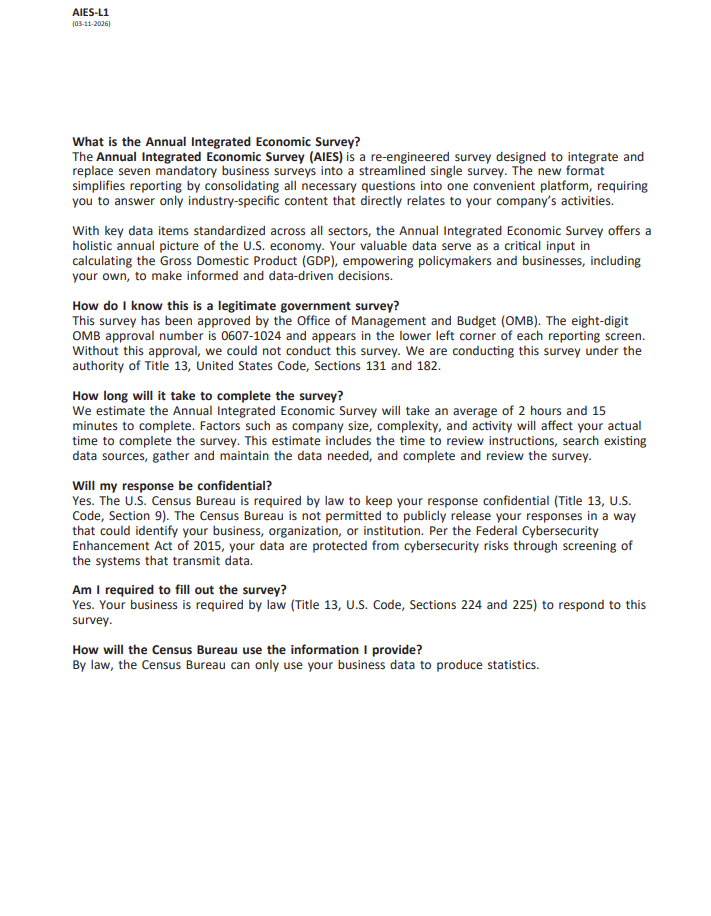 AIES-L1
(03-11-2026)
What is the Annual Integrated Economic Survey?
The Annual Integrated Economic Survey (AIES) is a re-engineered survey designed to integrate and
replace seven mandatory business surveys into a streamlined single survey. The new format
simplifies reporting by consolidating all necessary questions into one convenient platform, requiring
you to answer only industry-specific content that directly relates to your company's activities.
With key data items standardized across all sectors, the Annual Integrated Economic Survey offers a
holistic annual picture of the U.S. economy. Your valuable data serve as a critical input in
calculating the Gross Domestic Product (GDP), empowering policymakers and businesses, including
your own, to make informed and data-driven decisions.
How do I know this is a legitimate government survey?
This survey has been approved by the Office of Management and Budget (OMB). The eight-digit
OMB approval number is 0607-1024 and appears in the lower left corner of each reporting screen.
Without this approval, we could not conduct this survey. We are conducting this survey under the
authority of Title 13, United States Code, Sections 131 and 182.
How long will it take to complete the survey?
We estimate the Annual Integrated Economic Survey will take an average of 2 hours and 15
minutes to complete. Factors such as company size, complexity, and activity will affect your actual
time to complete the survey. This estimate includes the time to review instructions, search existing
data sources, gather and maintain the data needed, and complete and review the survey.
Will my response be confidential?
Yes. The U.S. Census Bureau is required by law to keep your response confidential (Title 13, U.S.
Code, Section 9). The Census Bureau is not permitted to publicly release your responses in a way
that could identify your business, organization, or institution. Per the Federal Cybersecurity
Enhancement Act of 2015, your data are protected from cybersecurity risks through screening of
the systems that transmit data.
Am I required to fill out the survey?
Yes. Your business is required by law (Title 13, U.S. Code, Sections 224 and 225) to respond to this
survey.
How will the Census Bureau use the information I provide?
By law, the Census Bureau can only use your business data to produce statistics.